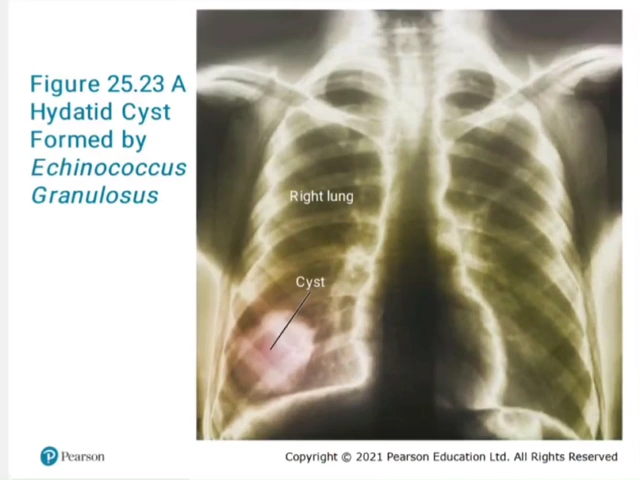 Figure 25.23 A
Hydatid Cyst
Formed by
Echinococcus
Granulosus
Right lung
Cyst
Pearson
Copyright © 2021 Pearson Education Ltd. All Rights Reserved